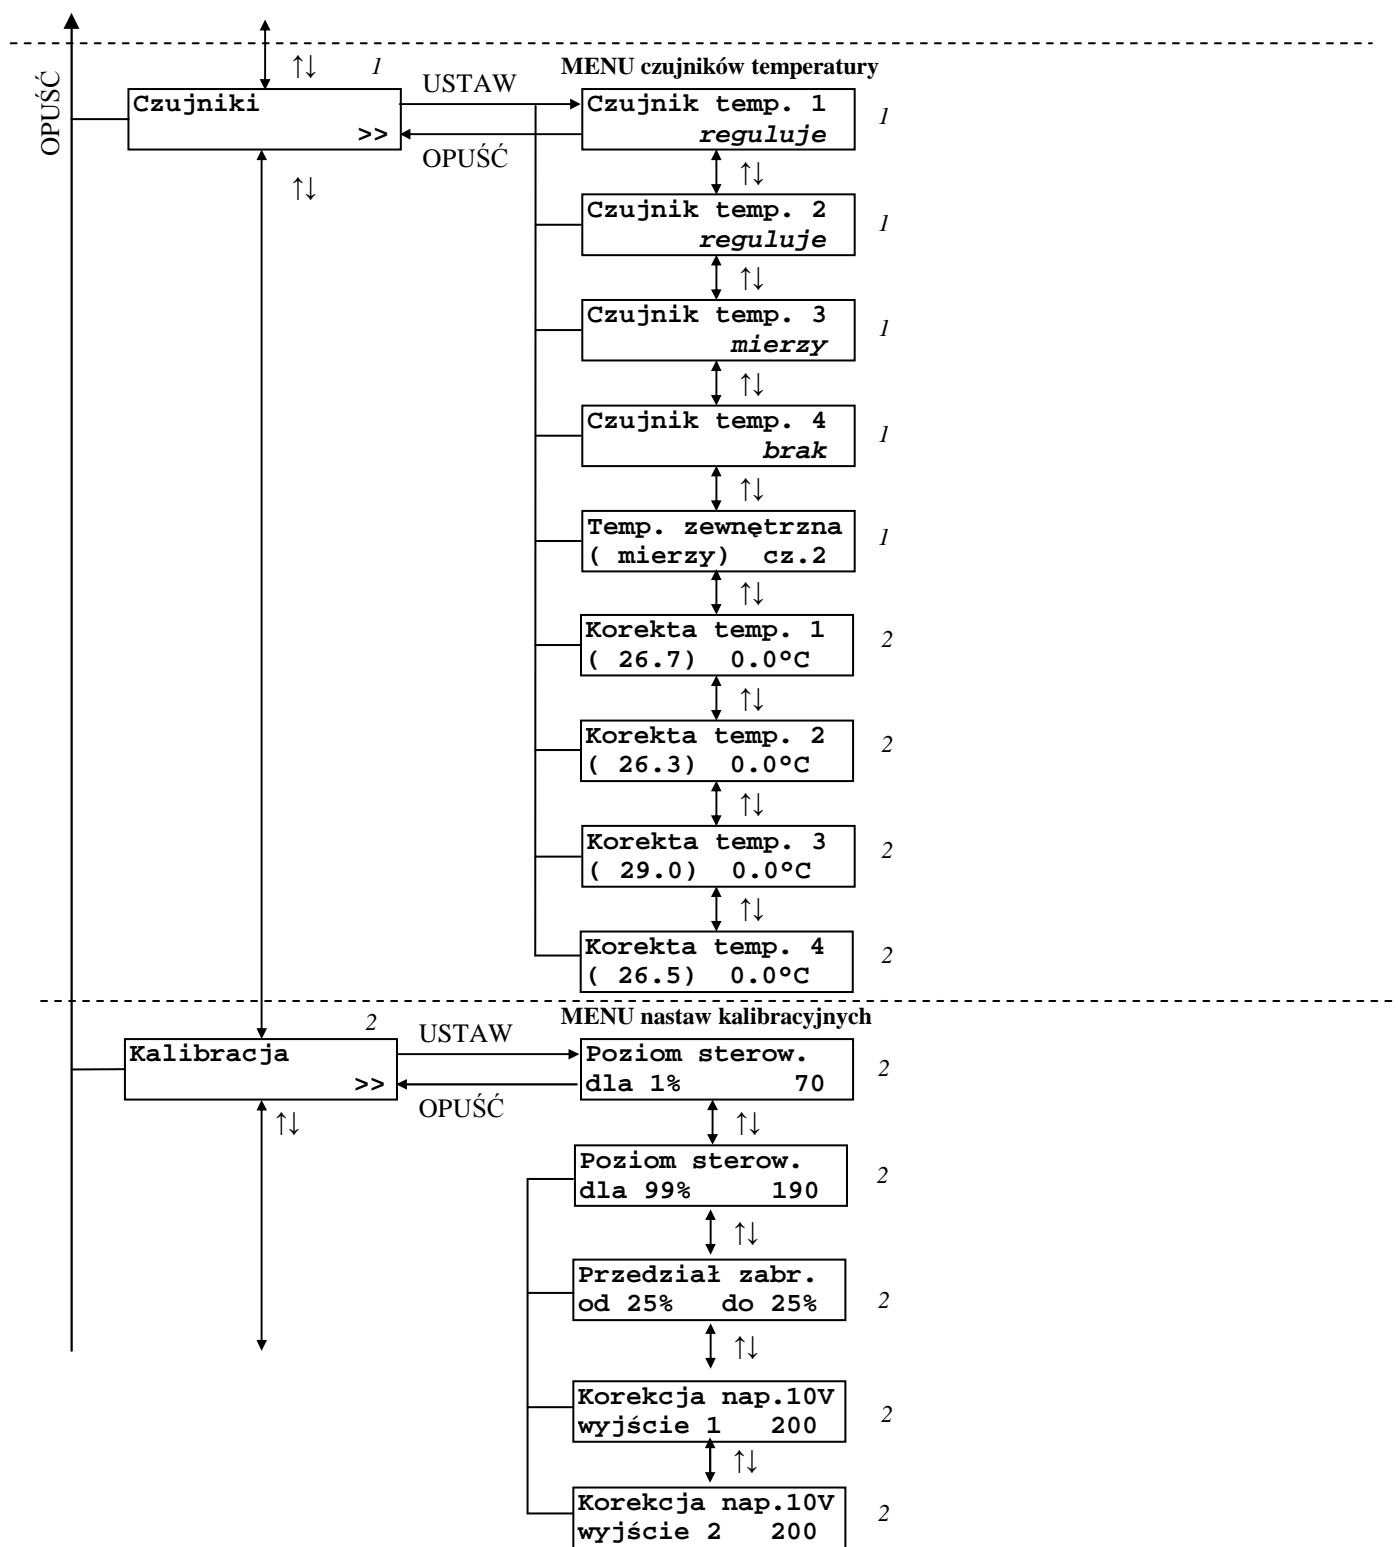 OPUŚĆ
↑↓ 1 USTAW MENU czujników temperatury
Czujniki
>>
OPUŚĆ
↑↓
Czujnik temp. 1
reguluje
1
↑↓
Czujnik temp. 2
reguluje
1
↑↓
Czujnik temp. 3
mierzy
1
↑↓
Czujnik temp. 4
brak
1
↑↓
Temp. zewnętrzna
( mierzy) cz.2
1
↑↓
Korekta temp. 1
( 26.7) 0.0°C
2
↑↓
Korekta temp. 2
( 26.3) 0.0°C
2
↑↓
Korekta temp. 3
( 29.0) 0.0°C
2
↑↓
Korekta temp. 4
( 26.5) 0.0°C
2
2 USTAW MENU nastaw kalibracyjnych
Kalibracja
>>
OPUŚĆ
↑↓
Poziom sterow.
dla 1% 70
2
↑↓
Poziom sterow.
dla 99% 190
2
↑↓
Przedział zabr.
od 25% do 25%
2
↑↓
Korekcja nap.10V
wyjście 1 200
2
↑↓
Korekcja nap.10V
wyjście 2 200
2